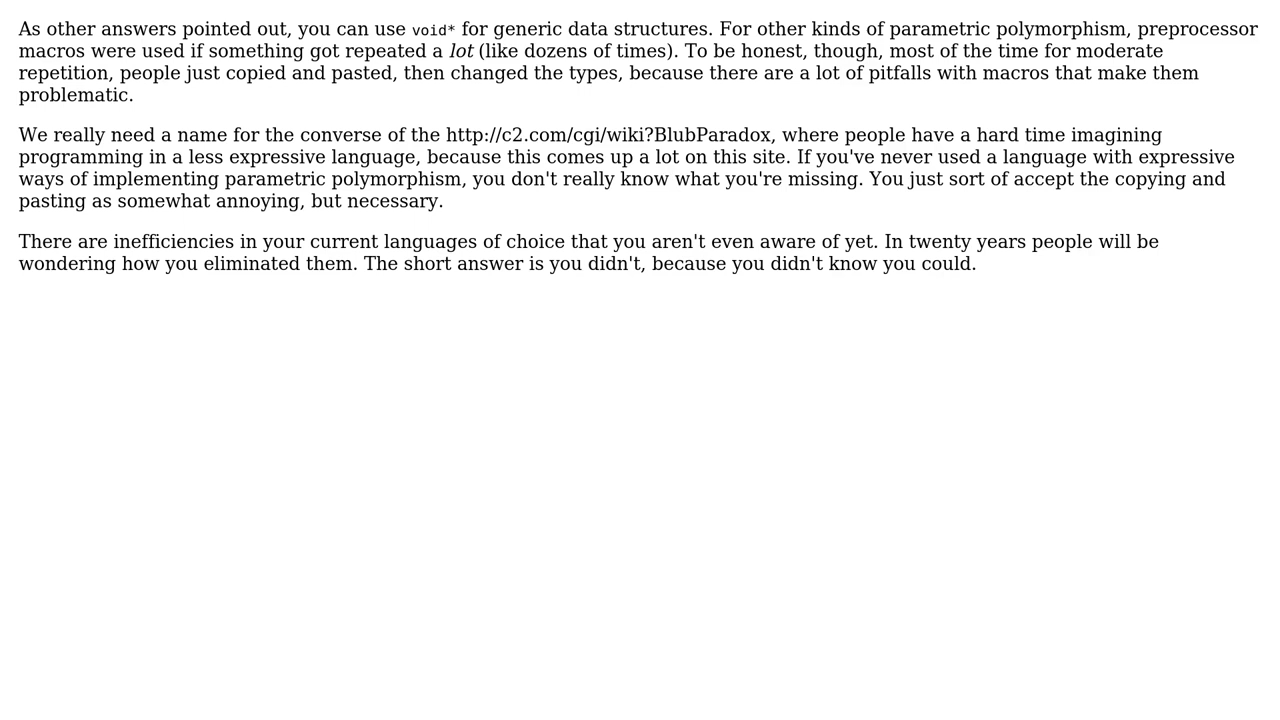 As other answers pointed out, you can use void* for generic data structures. For other kinds of parametric polymorphism, preprocessor
macros were used if something got repeated a lot (like dozens of times). To be honest, though, most of the time for moderate
repetition, people just copied and pasted, then changed the types, because there are a lot of pitfalls with macros that make them
problematic.
We really need a name for the converse of the http://c2.com/cgi/wiki?BlubParadox, where people have a hard time imagining
programming in a less expressive language, because this comes up a lot on this site. If you've never used a language with expressive
ways of implementing parametric polymorphism, you don't really know what you're missing. You just sort of accept the copying and
pasting as somewhat annoying, but necessary.
There are inefficiencies in your current languages of choice that you aren't even aware of yet. In twenty years people will be
wondering how you eliminated them. The short answer is you didn't, because you didn't know you could.